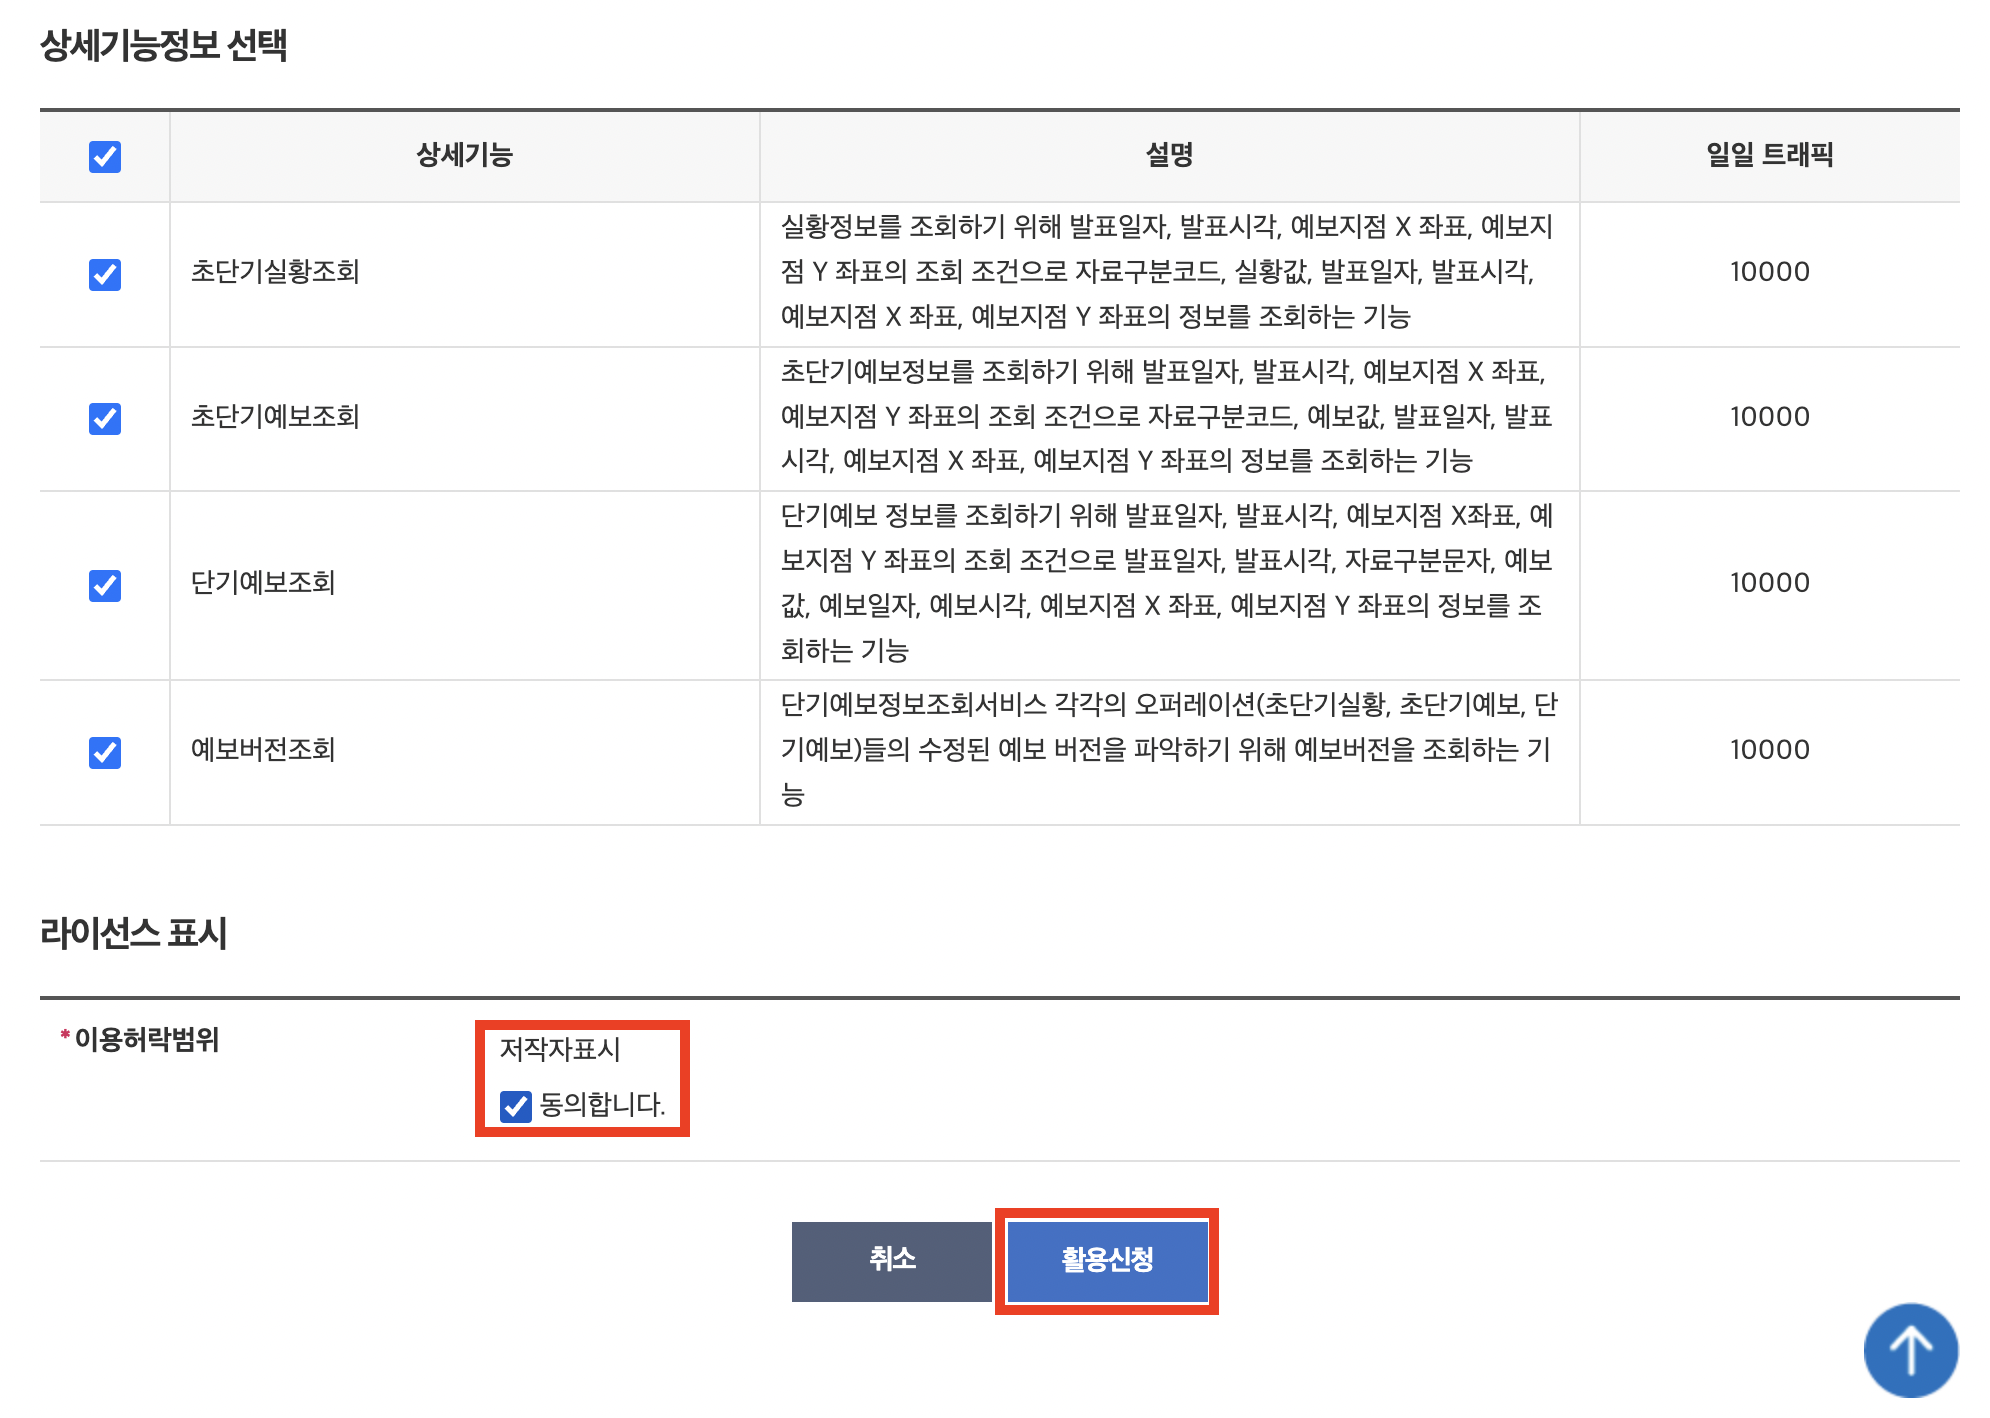 상세기능정보 선택
상세기능 설명 일일 트래픽
초단기실황조회
실황정보를 조회하기 위해 발표일자, 발표시각, 예보지점 X 좌표, 예보지
점 Y 좌표의 조회 조건으로 자료구분코드, 실황값, 발표일자, 발표시각,
예보지점 X 좌표, 예보지점 Y 좌표의 정보를 조회하는 기능
10000
초단기예보조회
초단기예보정보를 조회하기 위해 발표일자, 발표시각, 예보지점 X 좌표,
예보지점 Y 좌표의 조회 조건으로 자료구분코드, 예보값, 발표일자, 발표
시각, 예보지점 X 좌표, 예보지점 Y 좌표의 정보를 조회하는 기능
10000
단기예보조회
단기예보 정보를 조회하기 위해 발표일자, 발표시각, 예보지점 X좌표, 예
보지점 Y 좌표의 조회 조건으로 발표일자, 발표시각, 자료구분문자, 예보
값, 예보일자, 예보시각, 예보지점 X 좌표, 예보지점 Y 좌표의 정보를 조
회하는 기능
10000
예보버전조회
단기예보정보조회서비스 각각의 오퍼레이션(초단기실황, 초단기예보, 단
기예보)들의 수정된 예보 버전을 파악하기 위해 예보버전을 조회하는 기
능
10000
라이선스 표시
*이용허락범위
저작자표시
동의합니다.
취소 활용신청